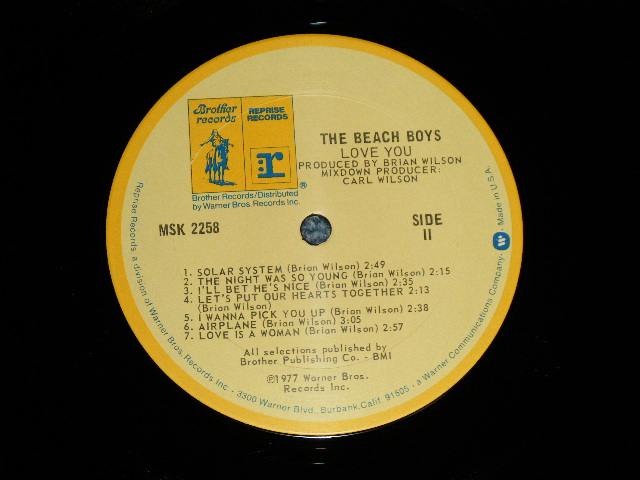 Brother
records
REPRISE
RECORDS
r
Brother Records/Distributed
by Warner Bros. Records Inc.
®
THE BEACH BOYS
LOVE YOU
PRODUCED BY BRIAN WILSON
MIXDOWN PRODUCER:
CARL WILSON
MSK 2258
SIDE
II
1. SOLAR SYSTEM (Brian Wilson) 2:49
2. THE NIGHT WAS SO YOUNG (Brian Wilson) 2:15
3. I'LL BET HE'S NICE (Brian Wilson) 2:35
4. LET'S PUT OUR HEARTS TOGETHER 2:13
(Brian Wilson)
5. I WANNA PICK YOU UP (Brian Wilson) 2:38
6. AIRPLANE (Brian Wilson) 3:05
7. LOVE IS A WOMAN (Brian Wilson) 2:57
All selections published by
Brother Publishing Co. - BMI
℗1977 Warner Bros.
Records Inc.
Reprise Records, a division of Warner Bros. Records Inc. • 3300 Warner Blvd., Burbank, Calif. 91505 • a Warner Communications Company • Made in U.S.A.